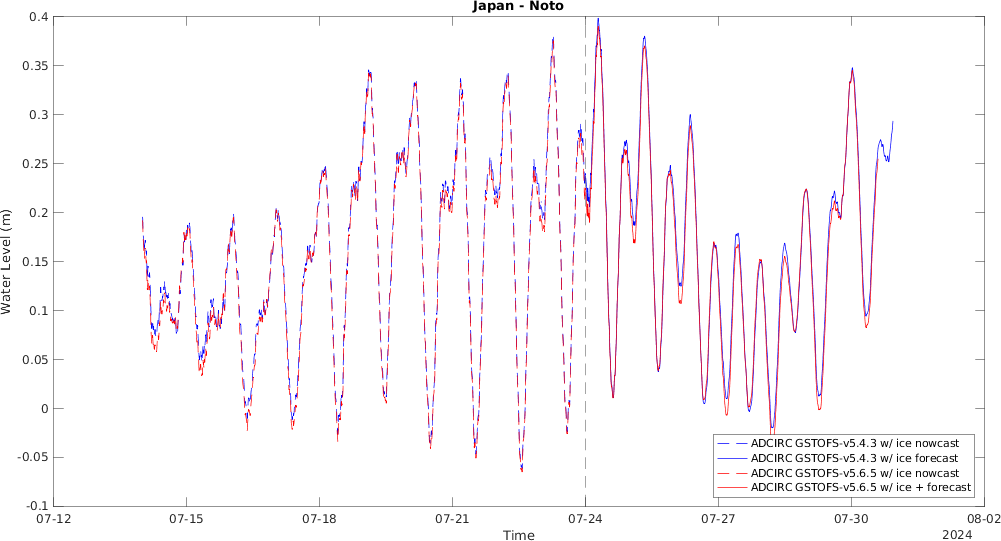 Japan - Noto
0.4
0.35
0.3
0.25
0.2
0.15
0.1
0.05
0
-0.05
-0.1
Water Level (m)
ADCIRC GSTOFS-v5.4.3 w/ ice nowcast
ADCIRC GSTOFS-v5.4.3 w/ ice forecast
ADCIRC GSTOFS-v5.6.5 w/ ice nowcast
ADCIRC GSTOFS-v5.6.5 w/ ice + forecast
07-12 07-15 07-18 07-21 07-24 07-27 07-30 08-02
Time
2024